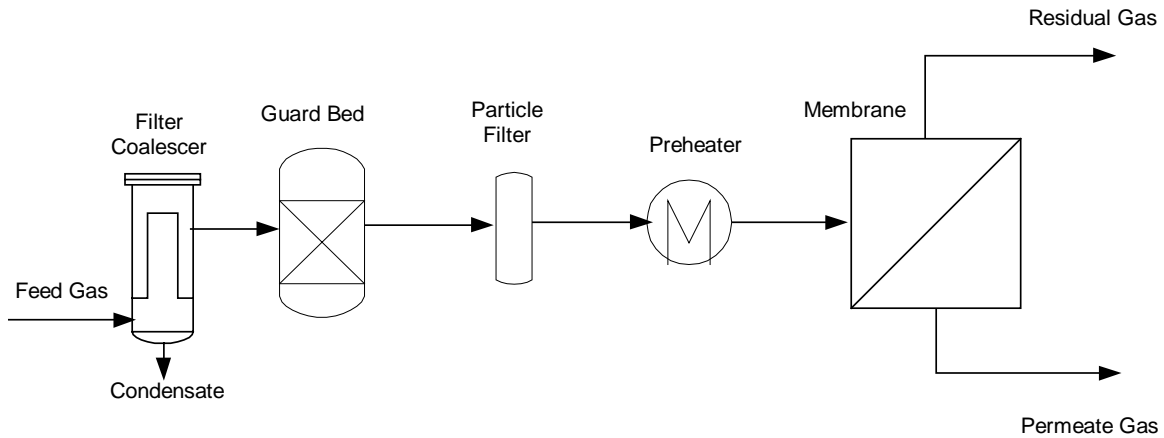 Residual Gas
Membrane
Particle
Filter
Guard Bed
Filter
Coalescer
Preheater
Feed Gas
Condensate
Permeate Gas